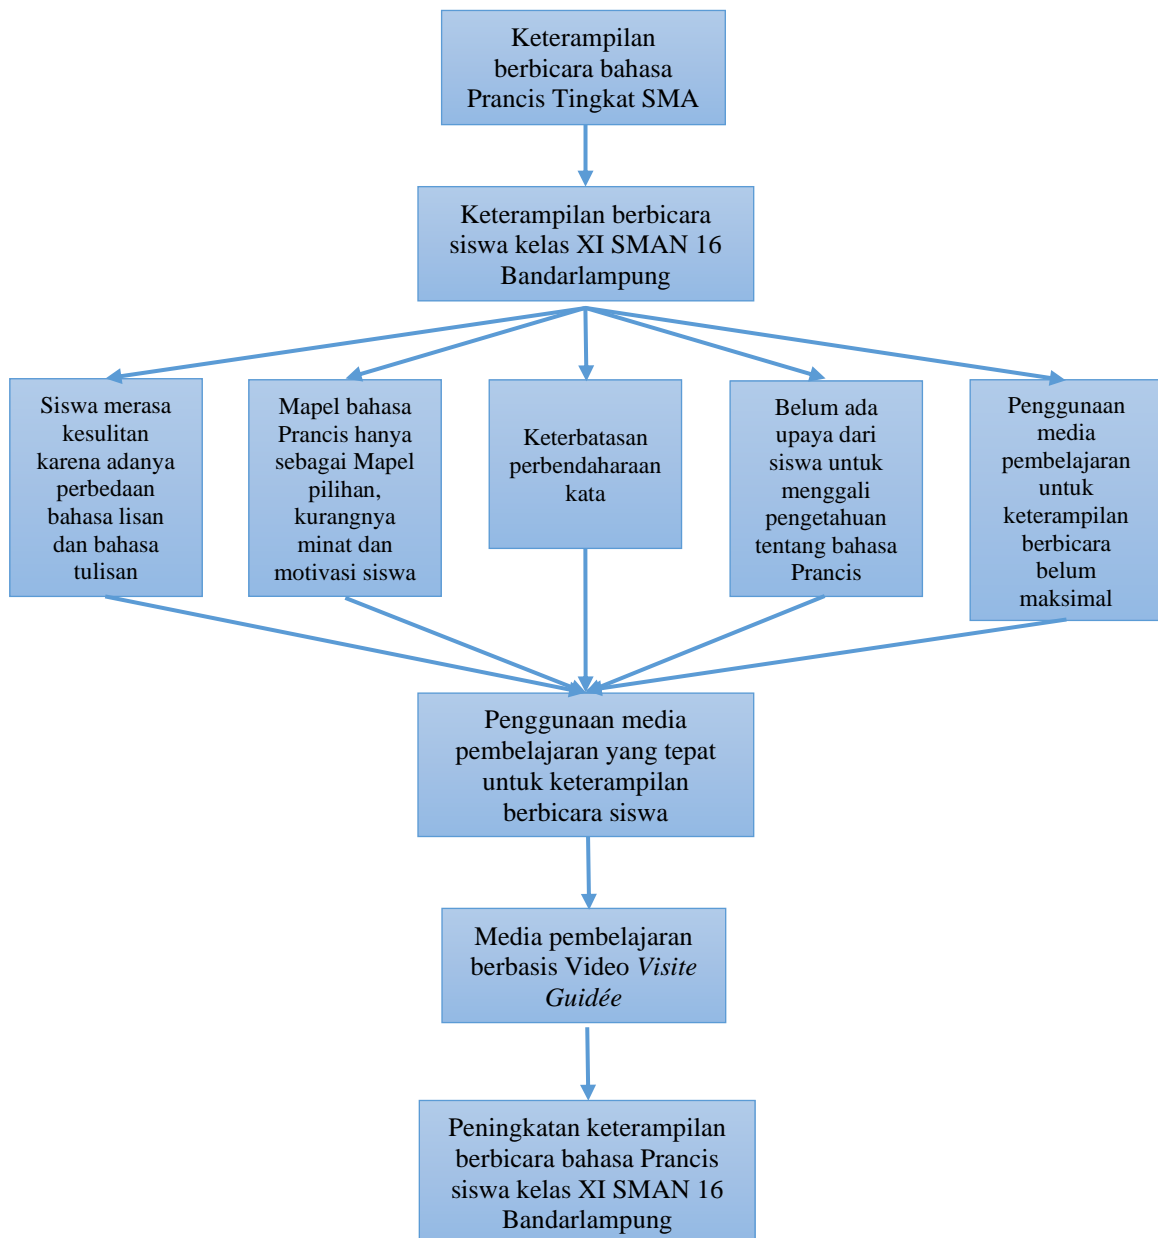 Keterampilan
berbicara bahasa
Prancis Tingkat SMA
Keterampilan berbicara
siswa kelas XI SMAN 16
Bandarlampung
Siswa merasa
kesulitan
karena adanya
perbedaan
bahasa lisan
dan bahasa
tulisan
Mapel bahasa
Prancis hanya
sebagai Mapel
pilihan,
kurangnya
minat dan
motivasi siswa
Keterbatasan
perbendaharaan
kata
Belum ada
upaya dari
siswa untuk
menggali
pengetahuan
tentang bahasa
Prancis
Penggunaan
media
pembelajaran
untuk
keterampilan
berbicara
belum
maksimal
Penggunaan media
pembelajaran yang tepat
untuk keterampilan
berbicara siswa
Media pembelajaran
berbasis Video Visite
Guidée
Peningkatan keterampilan
berbicara bahasa Prancis
siswa kelas XI SMAN 16
Bandarlampung